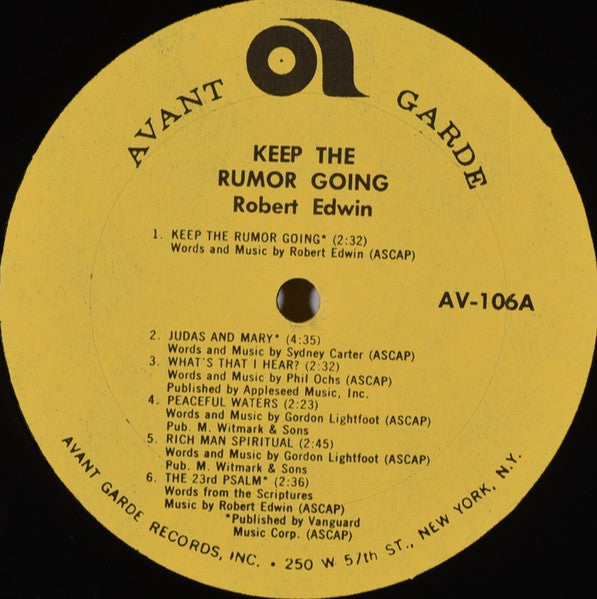 AVANT GARDE
KEEP THE
RUMOR GOING
Robert Edwin
1. KEEP THE RUMOR GOING* (2:32)
Words and Music by Robert Edwin (ASCAP)
AV-106A
2. JUDAS AND MARY* (4:35)
Words and Music by Sydney Carter (ASCAP)
3. WHAT'S THAT I HEAR? (2:32)
Words and Music by Phil Ochs (ASCAP)
Published by Appleseed Music, Inc.
4. PEACEFUL WATERS (2:23)
Words and Music by Gordon Lightfoot (ASCAP)
Pub. M. Witmark & Sons
5. RICH MAN SPIRITUAL (2:45)
Words and Music by Gordon Lightfoot (ASCAP)
Pub. M. Witmark & Sons
6. THE 23rd PSALM* (2:36)
Words from the Scriptures
Music by Robert Edwin (ASCAP)
*Published by Vanguard
Music Corp. (ASCAP)
AVANT GARDE RECORDS, INC. • 250 W 57th ST., NEW YORK, N.Y.